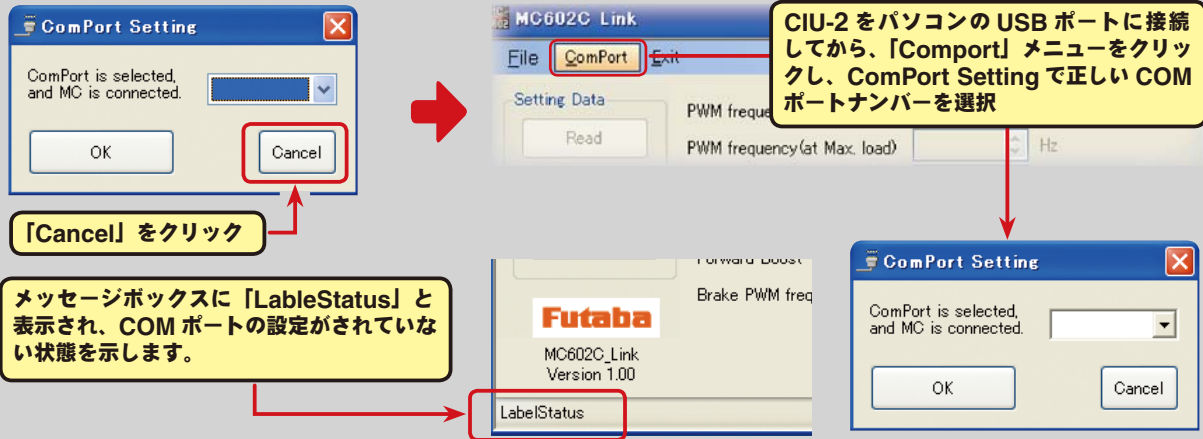 ComPort Setting
ComPort is selected,
and MC is connected.
OK
Cancel
「Cancel」をクリック
MC602C Link
File ComPort Exit
Setting Data
Read
PWM freque
PWM frequency(at Max. load)
Hz
CIU-2 をパソコンの USB ポートに接続
してから、「Comport」メニューをクリッ
クし、ComPort Setting で正しい COM
ポートナンバーを選択
メッセージボックスに「LableStatus」と
表示され、COM ポートの設定がされていな
い状態を示します。
Forward Boost
Brake PWM freq
Futaba
MC602C_Link
Version 1.00
LabelStatus
ComPort Setting
ComPort is selected,
and MC is connected.
OK
Cancel